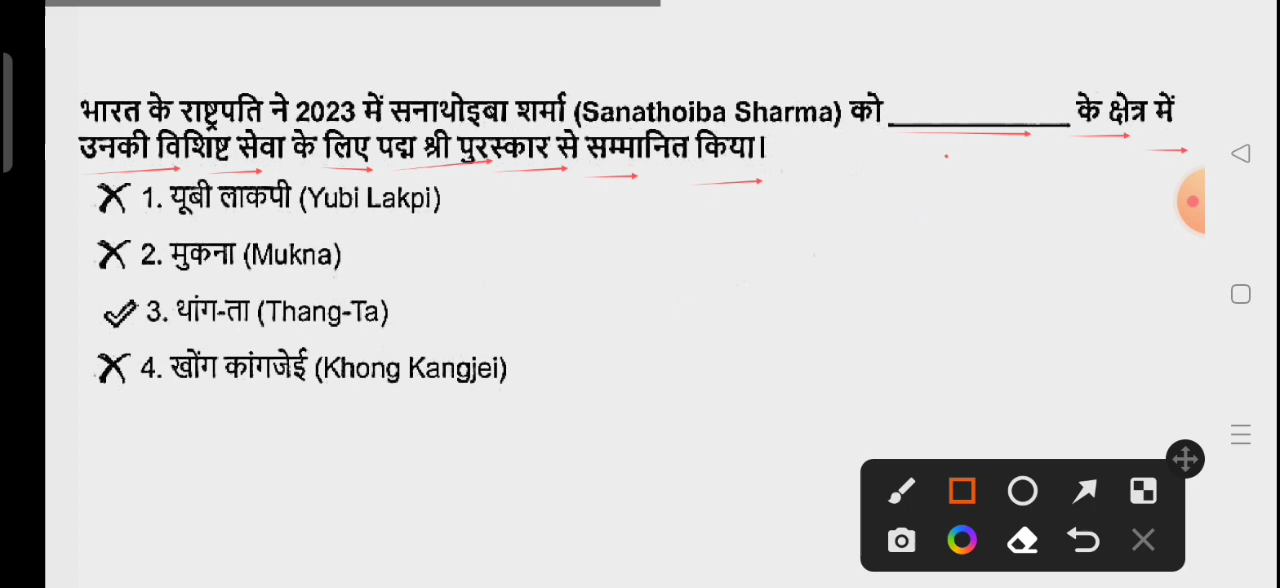 भारत के राष्ट्रपति ने 2023 में सनाथोइबा शर्मा (Sanathoiba Sharma) को ____________ के क्षेत्र में
उनकी विशिष्ट सेवा के लिए पद्म श्री पुरस्कार से सम्मानित किया।
1. यूबी लाकपी (Yubi Lakpi)
2. मुकना (Mukna)
3. थांग-ता (Thang-Ta)
4. खोंग कांगजेई (Khong Kangjei)